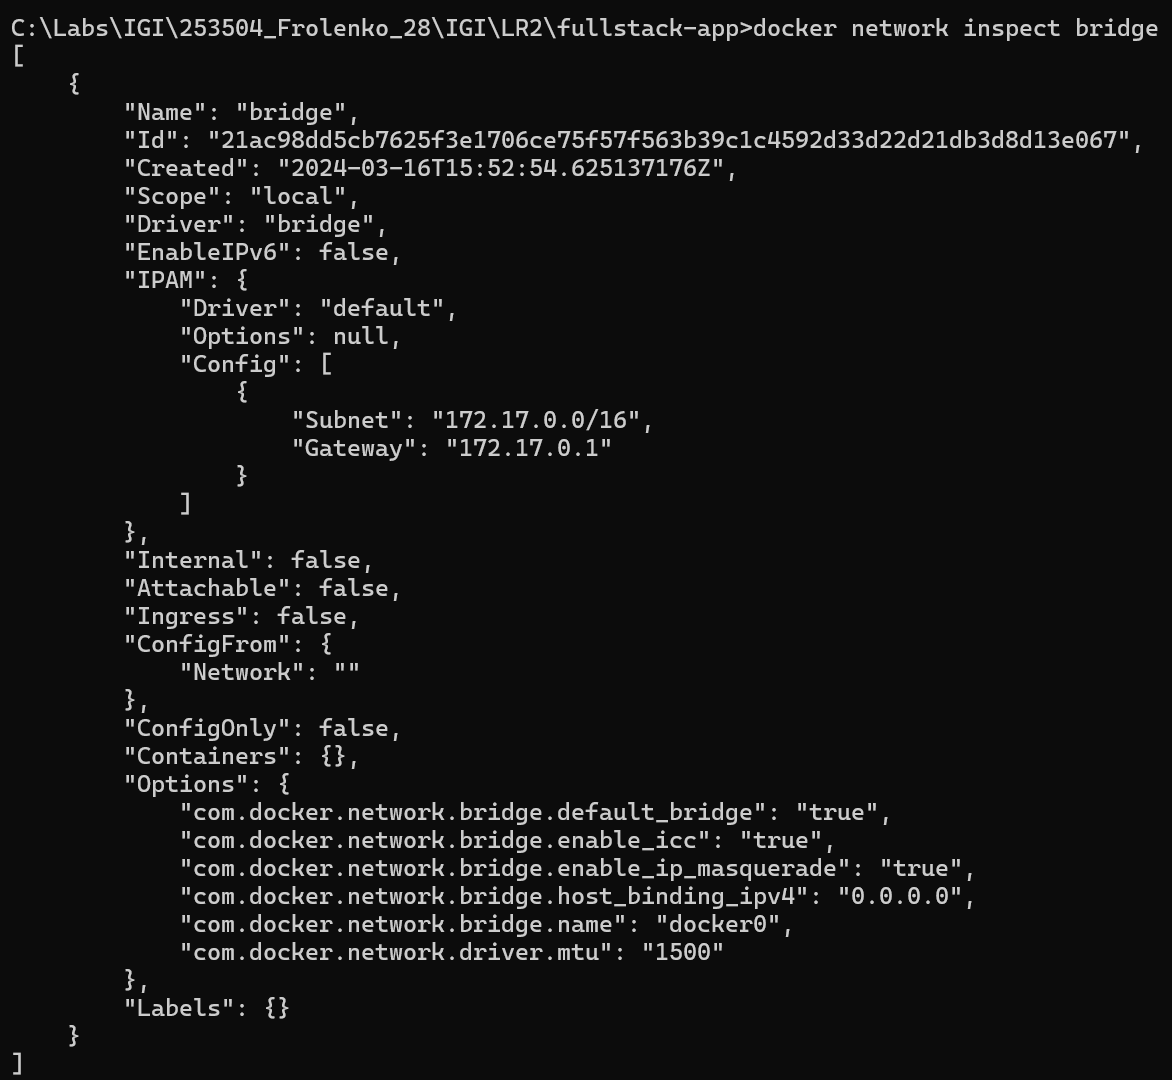 C:\Labs\IGI\253504_Frolenko_28\IGI\LR2\fullstack-app>docker network inspect bridge
[
    {
        "Name": "bridge",
        "Id": "21ac98dd5cb7625f3e1706ce75f57f563b39c1c4592d33d22d21db3d8d13e067",
        "Created": "2024-03-16T15:52:54.625137176Z",
        "Scope": "local",
        "Driver": "bridge",
        "EnableIPv6": false,
        "IPAM": {
            "Driver": "default",
            "Options": null,
            "Config": [
                {
                    "Subnet": "172.17.0.0/16",
                    "Gateway": "172.17.0.1"
                }
            ]
        },
        "Internal": false,
        "Attachable": false,
        "Ingress": false,
        "ConfigFrom": {
            "Network": ""
        },
        "ConfigOnly": false,
        "Containers": {},
        "Options": {
            "com.docker.network.bridge.default_bridge": "true",
            "com.docker.network.bridge.enable_icc": "true",
            "com.docker.network.bridge.enable_ip_masquerade": "true",
            "com.docker.network.bridge.host_binding_ipv4": "0.0.0.0",
            "com.docker.network.bridge.name": "docker0",
            "com.docker.network.driver.mtu": "1500"
        },
        "Labels": {}
    }
]